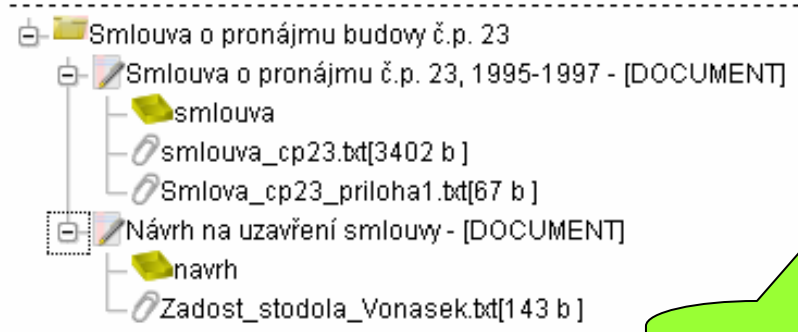 Smlouva o pronájmu budovy č.p. 23
Smlouva o pronájmu č.p. 23, 1995-1997 - [DOCUMENT]
smlouva
smlouva_cp23.txt[3402 b ]
Smlova_cp23_priloha1.txt[67 b ]
Návrh na uzavření smlouvy - [DOCUMENT]
navrh
Zadost_stodola_Vonasek.txt[143 b ]